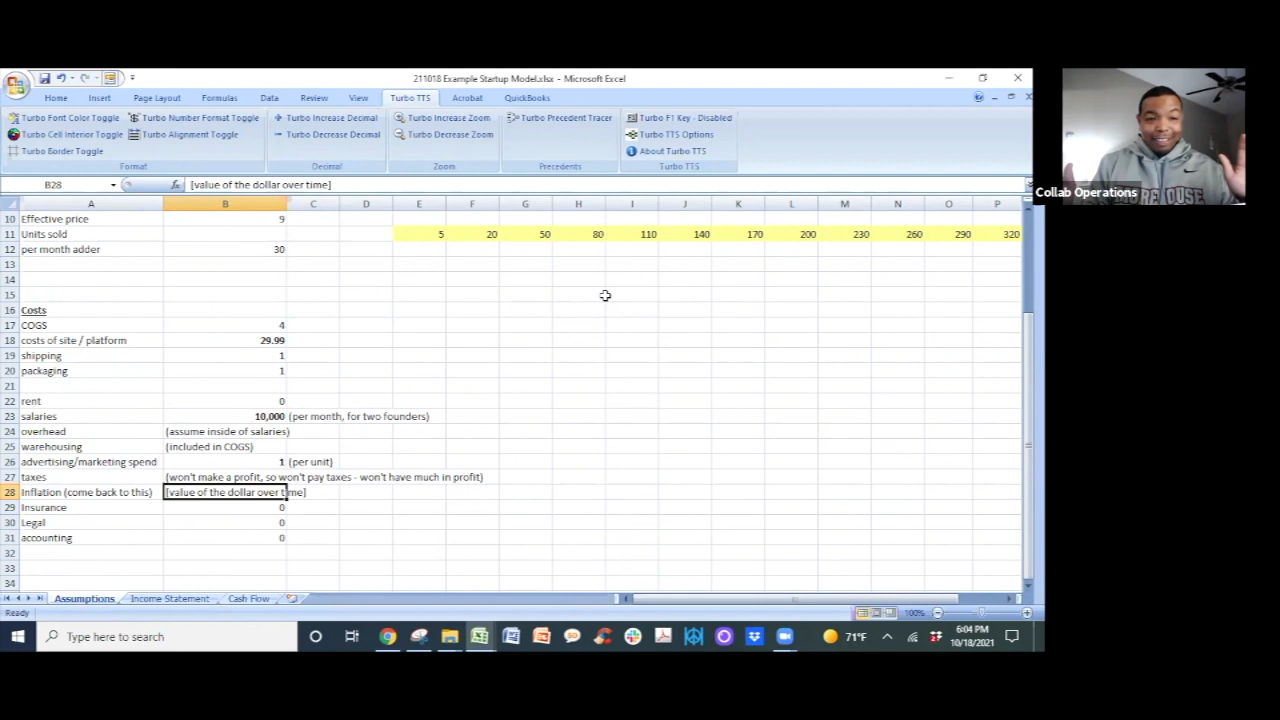 211018 Example Startup Model.xlsx - Microsoft Excel
Home Insert Page Layout Formulas Data Review View Turbo TTS Acrobat QuickBooks
Turbo Font Color Toggle Turbo Number Format Toggle Turbo Increase Decimal Turbo Increase Zoom Turbo Precedent Tracer Turbo F1 Key - Disabled
Turbo Cell Interior Toggle Turbo Alignment Toggle Turbo Decrease Decimal Turbo Decrease Zoom Turbo TTS Options
Turbo Border Toggle About Turbo TTS
Format Decimal Zoom Precedents Turbo TTS
B28 fx [value of the dollar over time]
Collab Operations
A B C D E F G H I J K L M N O P
10 Effective price 9
11 Units sold 5 20 50 80 110 140 170 200 230 260 290 320
12 per month adder 30
13
14
15
16 Costs
17 COGS 4
18 costs of site / platform 29.99
19 shipping 1
20 packaging 1
21
22 rent 0
23 salaries 10,000 (per month, for two founders)
24 overhead (assume inside of salaries)
25 warehousing (included in COGS)
26 advertising/marketing spend 1 (per unit)
27 taxes (won't make a profit, so won't pay taxes - won't have much in profit)
28 Inflation (come back to this) [value of the dollar over time]
29 Insurance 0
30 Legal 0
31 accounting 0
32
33
34
Assumptions Income Statement Cash Flow
Ready 100%
Type here to search 71°F 6:04 PM
10/18/2021